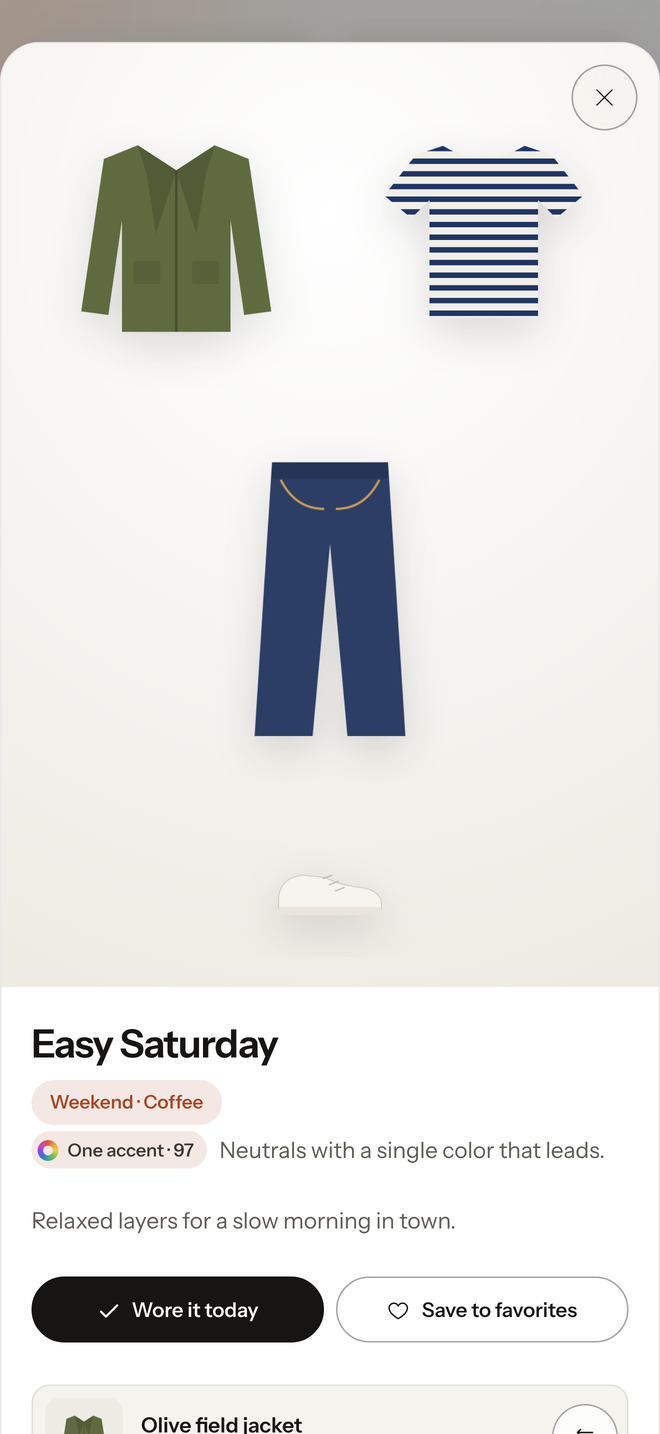 Easy Saturday
Weekend · Coffee
One accent · 97 Neutrals with a single color that leads.
Relaxed layers for a slow morning in town.
Wore it today Save to favorites
Olive field jacket